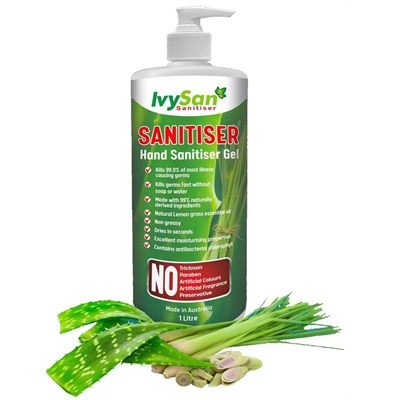 IvySan
Sanitiser
SANITISER
Hand Sanitiser Gel
Kills 99.9% of most illness
causing germs
Kills germs Fast without
soap or water
Made with 99% naturally
derived ingredients
Natural Lemon grass essential oil
Non greasy
Dries in seconds
Excellent moisturising properties
Contains antibacterial chlorophyll
NO
Triclosan
Paraben
Artificial Colours
Artificial Fragrance
Preservative
Made in Australia
1 Litre